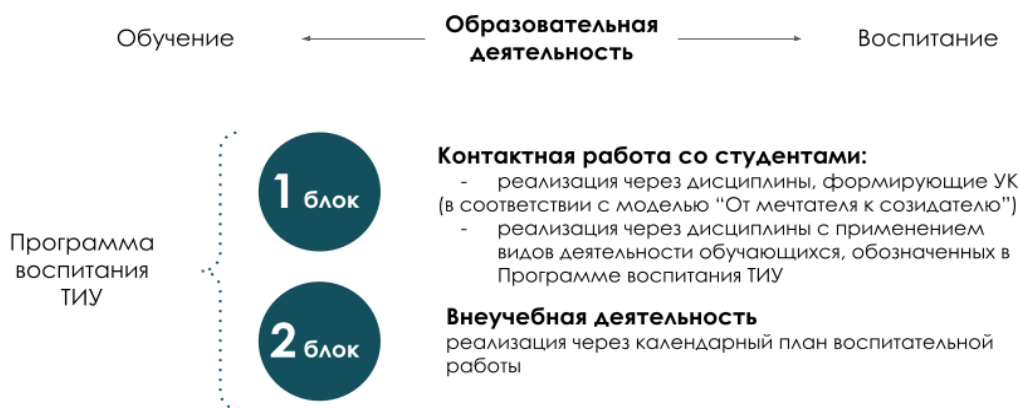 Обучение
Образовательная
деятельность
Воспитание
Программа
воспитания
ТИУ
1 блок
Контактная работа со студентами:
- реализация через дисциплины, формирующие УК
(в соответствии с моделью “От мечтателя к созидателю”)
- реализация через дисциплины с применением
видов деятельности обучающихся, обозначенных в
Программе воспитания ТИУ
2 блок
Внеучебная деятельность
реализация через календарный план воспитательной
работы